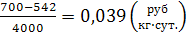 700-542
4000
= 0,039 ( руб
кг·сут. )